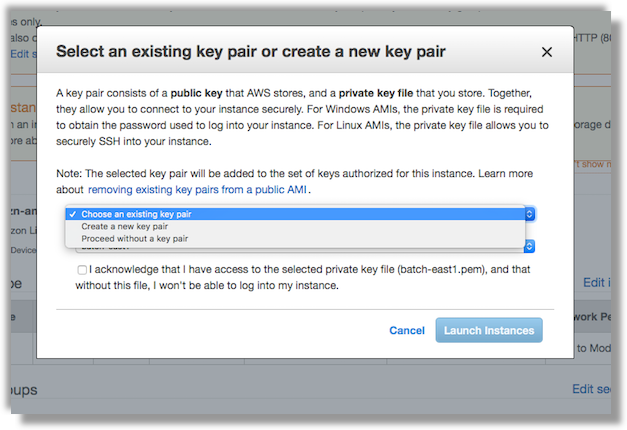 s only.
also c
HTTP (8
Edit s
Select an existing key pair or create a new key pair
A key pair consists of a public key that AWS stores, and a private key file that you store. Together,
they allow you to connect to your instance securely. For Windows AMIs, the private key file is required
to obtain the password used to log into your instance. For Linux AMIs, the private key file allows you to
securely SSH into your instance.
Note: The selected key pair will be added to the set of keys authorized for this instance. Learn more
about removing existing key pairs from a public AMI.
✓ Choose an existing key pair
Create a new key pair
Proceed without a key pair
I acknowledge that I have access to the selected private key file (batch-east1.pem), and that
without this file, I won't be able to log into my instance.
Cancel Launch Instances
stan
n an in
orage d
ore ab
't show
zn-an
zon Li
Device
Edit i
pe
work Pe
to Mod
oups
Edit se